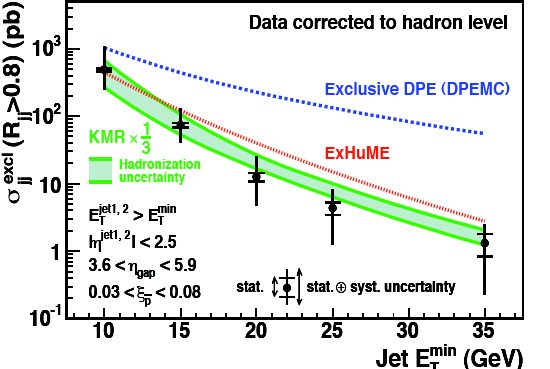 Data corrected to hadron level
σ_jj^excl (R_jj>0.8) (pb)
10^3
10^2
10
1
10^-1
Exclusive DPE (DPEMC)
ExHuME
KMR × 1/3
Hadronization
uncertainty
E_T^jet1, 2 > E_T^min
|η^jet1, 2| < 2.5
3.6 < η_gap < 5.9
0.03 < ξ_p̄ < 0.08
stat. stat. ⊕ syst. uncertainty
10 15 20 25 30 35
Jet E_T^min (GeV)